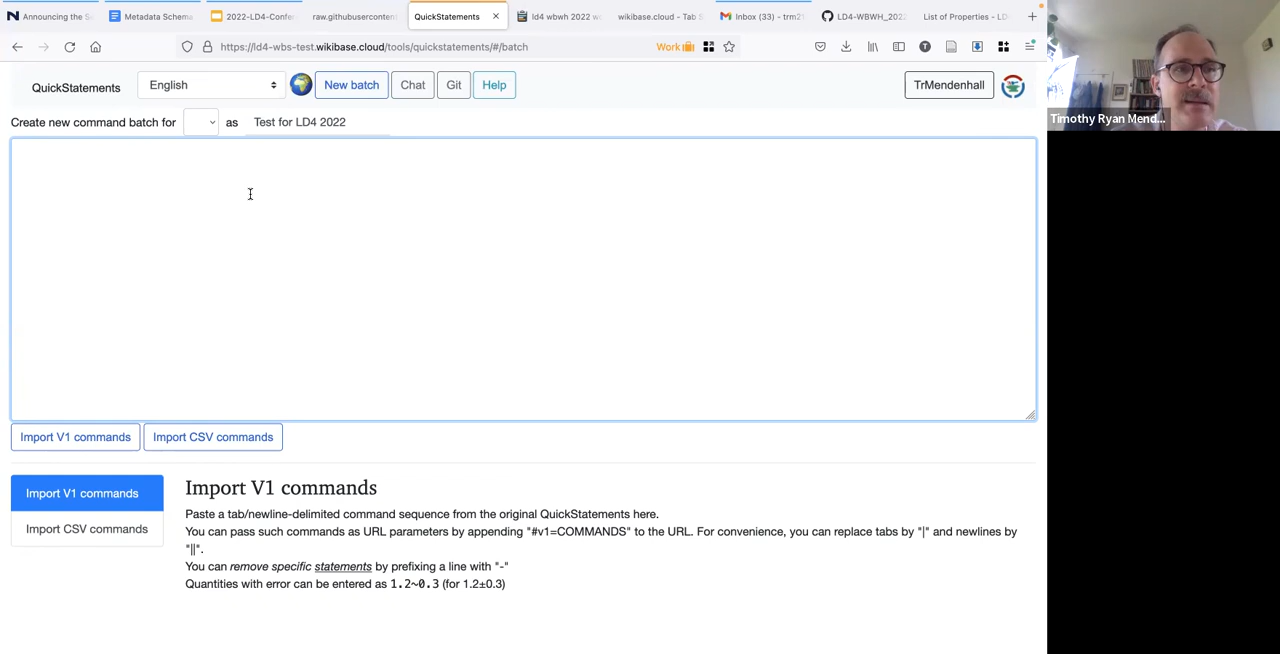 Announcing the S
Metadata Schema
2022-LD4-Confer
raw.githubusercontent
QuickStatements
ld4 wbwh 2022 w
wikibase.cloud - Tab S
Inbox (33) - trm21
LD4-WBWH_2022
List of Properties - LD
https://ld4-wbs-test.wikibase.cloud/tools/quickstatements/#/batch
Work
QuickStatements
English
New batch
Chat
Git
Help
TrMendenhall
Create new command batch for
as
Test for LD4 2022
Timothy Ryan Mend...
Import V1 commands
Import CSV commands
Import V1 commands
Import CSV commands
Import V1 commands
Paste a tab/newline-delimited command sequence from the original QuickStatements here.
You can pass such commands as URL parameters by appending "#v1=COMMANDS" to the URL. For convenience, you can replace tabs by "|" and newlines by
"||".
You can remove specific statements by prefixing a line with "-"
Quantities with error can be entered as 1.2~0.3 (for 1.2±0.3)